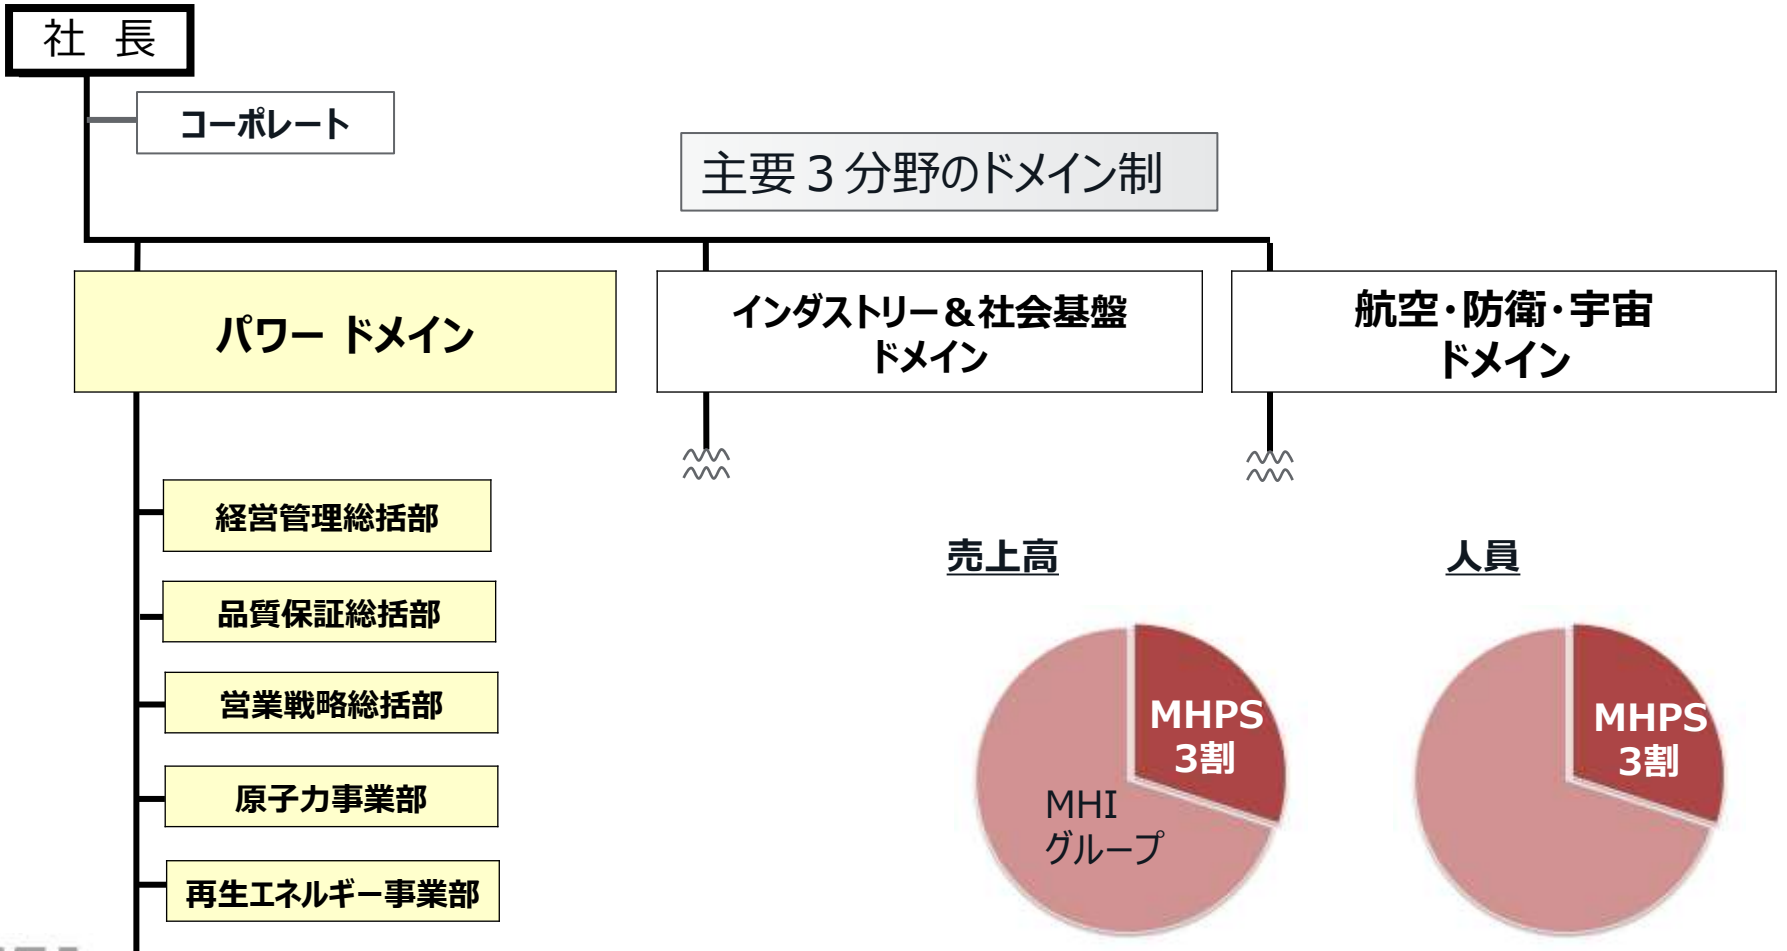 社 長
コーポレート
主要３分野のドメイン制
パワー ドメイン
インダストリー＆社会基盤
ドメイン
航空・防衛・宇宙
ドメイン
経営管理総括部
品質保証総括部
営業戦略総括部
原子力事業部
再生エネルギー事業部
売上高
MHPS
3割
MHI
グループ
人員
MHPS
3割